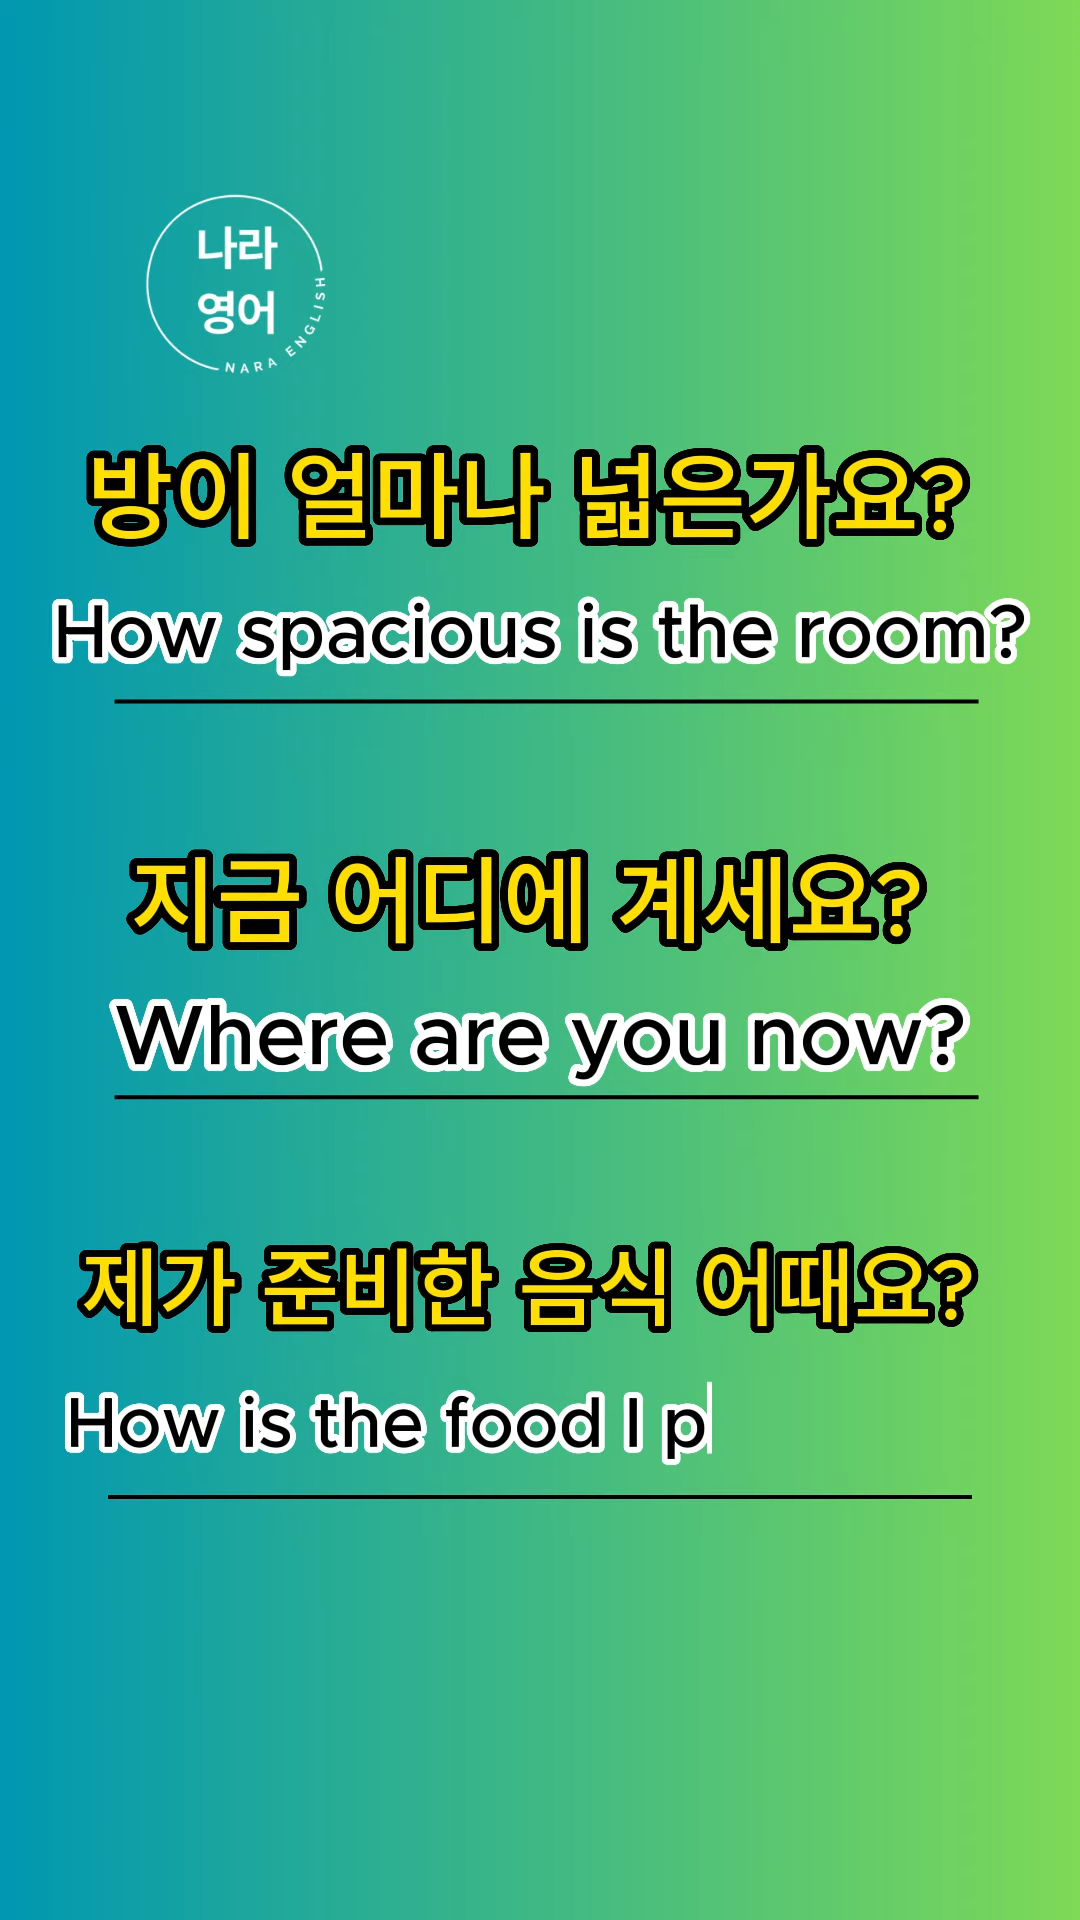 나라
영어
NARA ENGLISH
방이 얼마나 넓은가요?
How spacious is the room?
지금 어디에 계세요?
Where are you now?
제가 준비한 음식 어때요?
How is the food I p